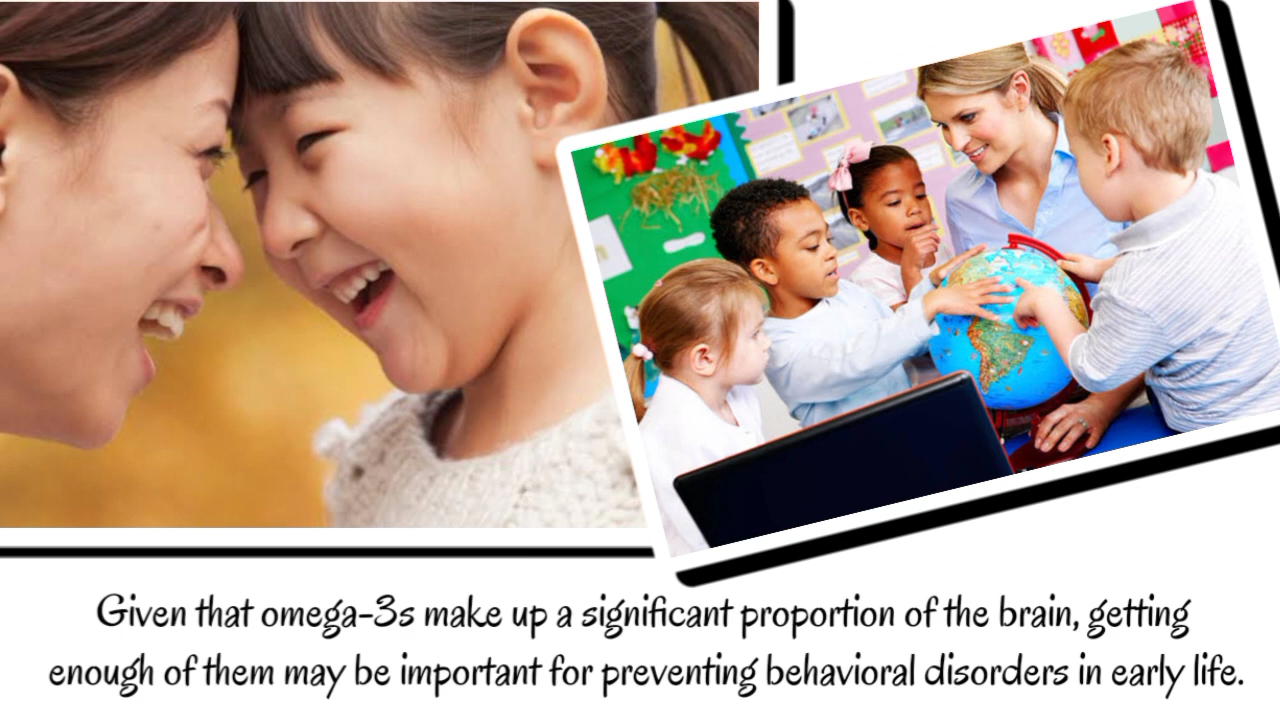 Given that omega-3s make up a significant proportion of the brain, getting
enough of them may be important for preventing behavioral disorders in early life.